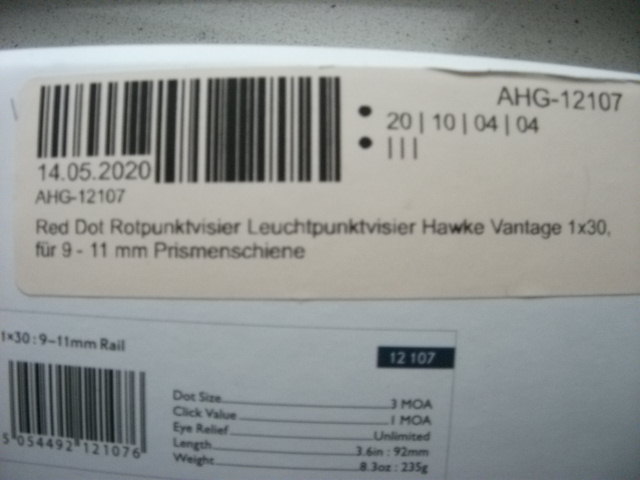 AHG-12107
20 | 10 | 04 | 04
| | |
14.05.2020
AHG-12107
Red Dot Rotpunktvisier Leuchtpunktvisier Hawke Vantage 1x30,
für 9 - 11 mm Prismenschiene
1×30 : 9–11mm Rail
12 107
Dot Size 3 MOA
Click Value 1 MOA
Eye Relief Unlimited
Length 3.6in : 92mm
Weight 8.3oz : 235g
5 054492 121076